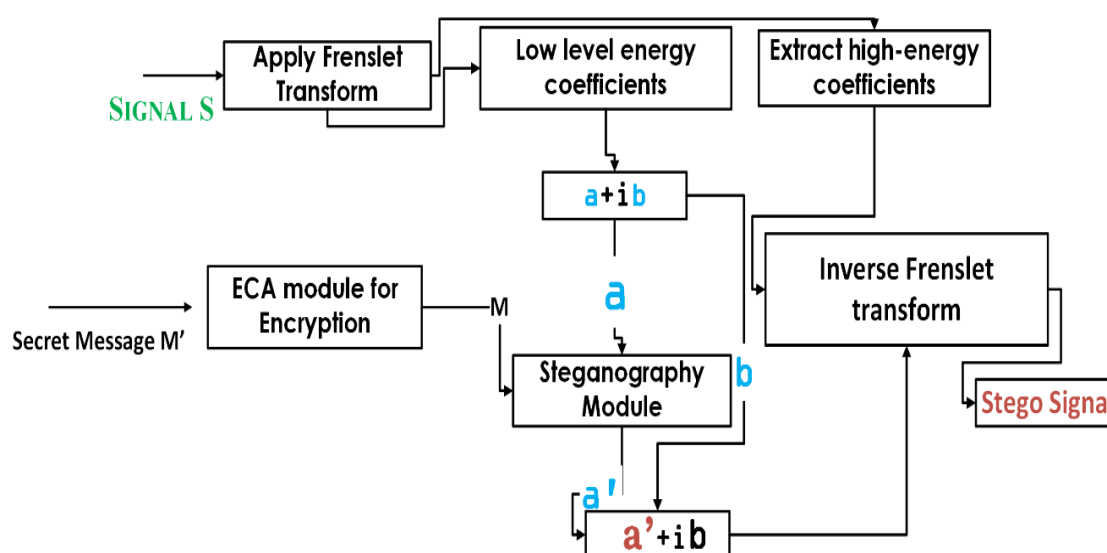 Apply Frenslet
Transform
Low level energy
coefficients
Extract high-energy
coefficients
SIGNAL S
a+ib
Inverse Frenslet
transform
ECA module for
Encryption
M
a
Secret Message M'
Steganography
Module
b
Stego Signal
a'
a'+ib